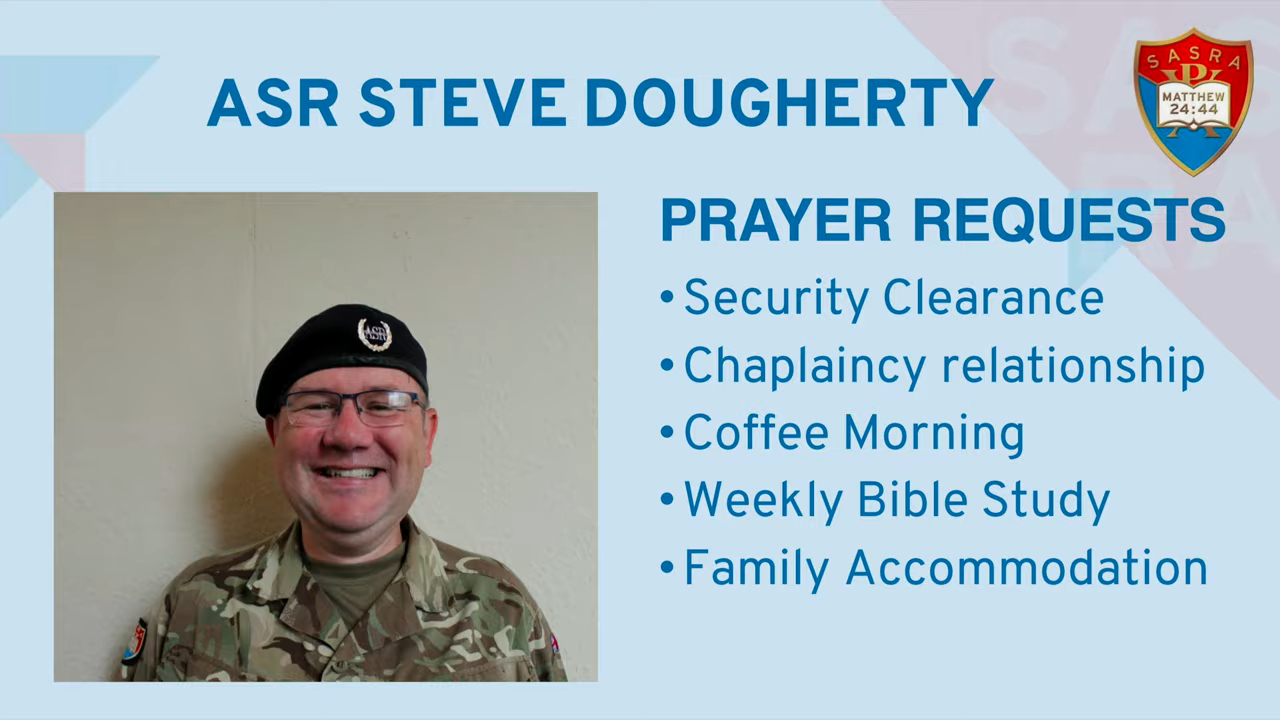 ASR STEVE DOUGHERTY
SASRA
MATTHEW
24:44
PRAYER REQUESTS
• Security Clearance
• Chaplaincy relationship
• Coffee Morning
• Weekly Bible Study
• Family Accommodation
ASR